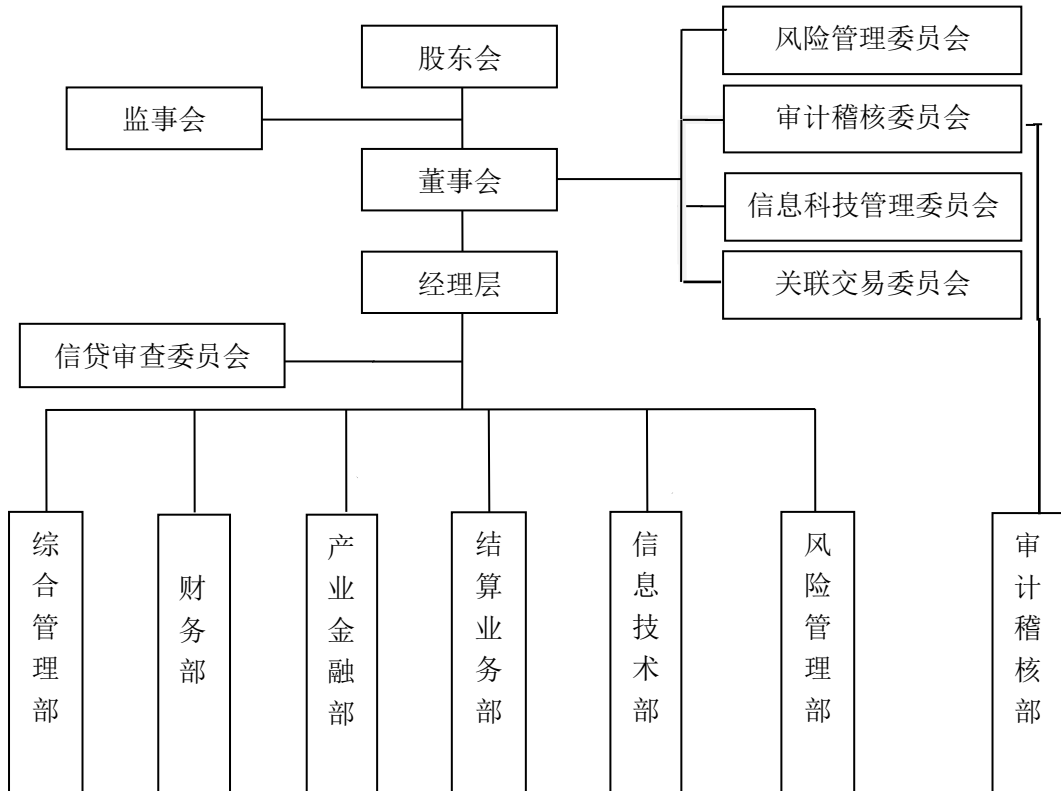 股东会
风险管理委员会
监事会
审计稽核委员会
董事会
信息科技管理委员会
经理层
关联交易委员会
信贷审查委员会
综合管理部
财务部
产业金融部
结算业务部
信息技术部
风险管理部
审计稽核部